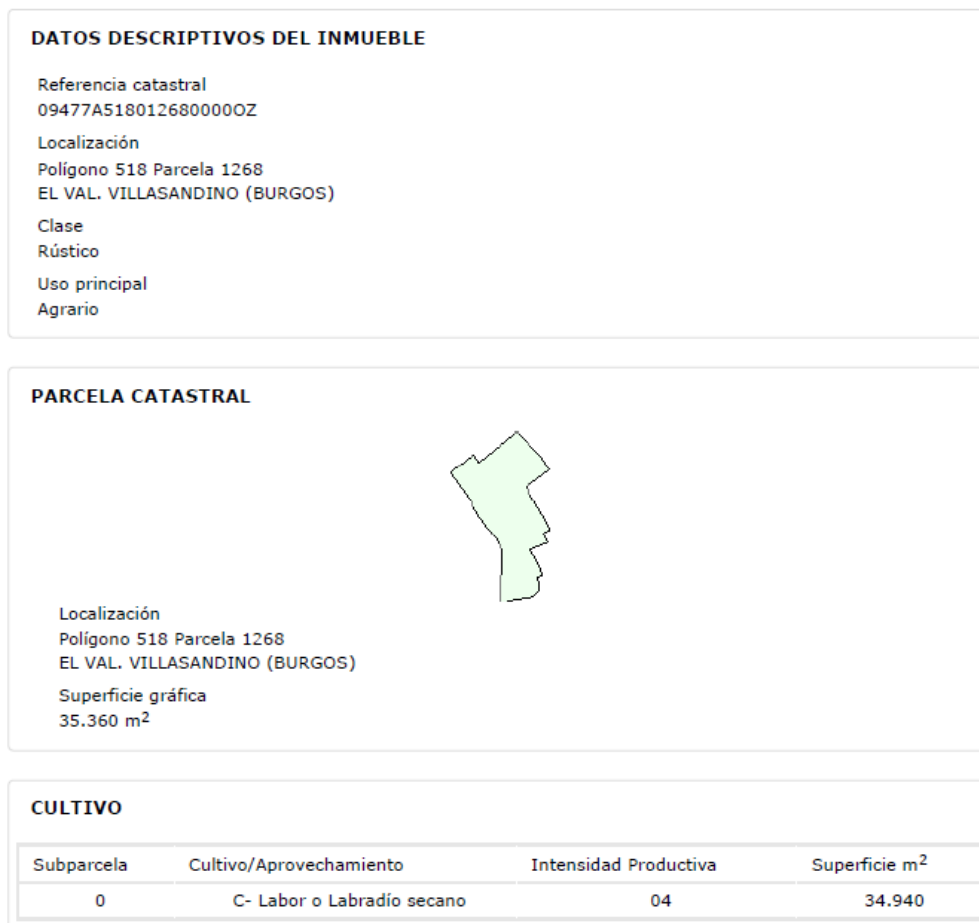 DATOS DESCRIPTIVOS DEL INMUEBLE
Referencia catastral
09477A518012680000OZ
Localización
Polígono 518 Parcela 1268
EL VAL. VILLASANDINO (BURGOS)
Clase
Rústico
Uso principal
Agrario
PARCELA CATASTRAL
Localización
Polígono 518 Parcela 1268
EL VAL. VILLASANDINO (BURGOS)
Superficie gráfica
35.360 m²
CULTIVO
Subparcela Cultivo/Aprovechamiento Intensidad Productiva Superficie m²
0 C- Labor o Labradío secano 04 34.940